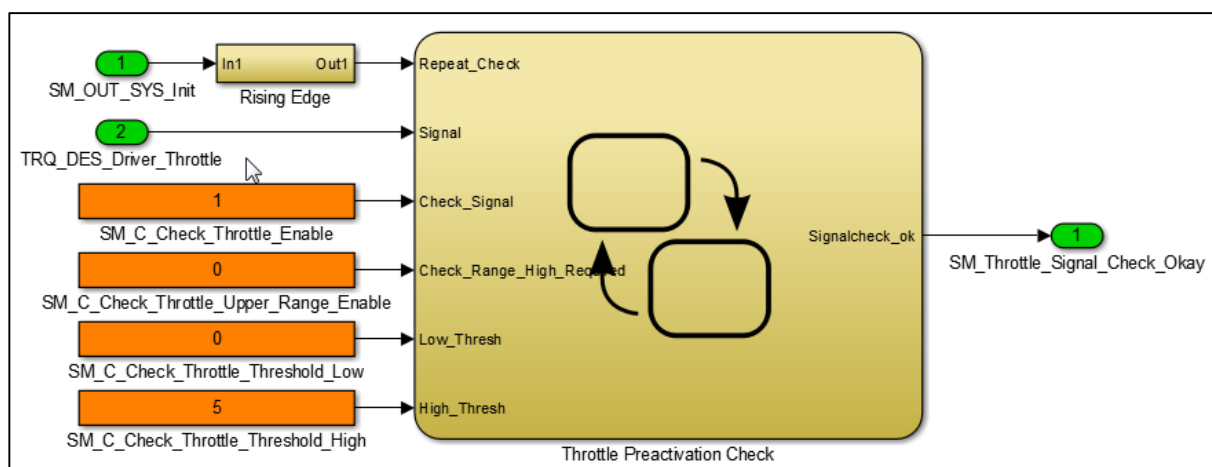 1
In1
Out1
Repeat_Check
SM_OUT_SYS_Init
Rising Edge
2
Signal
TRQ_DES_Driver_Throttle
1
Check_Signal
SM_C_Check_Throttle_Enable
Signalcheck_ok
1
SM_Throttle_Signal_Check_Okay
0
Check_Range_High_Required
SM_C_Check_Throttle_Upper_Range_Enable
0
Low_Thresh
SM_C_Check_Throttle_Threshold_Low
5
High_Thresh
SM_C_Check_Throttle_Threshold_High
Throttle Preactivation Check